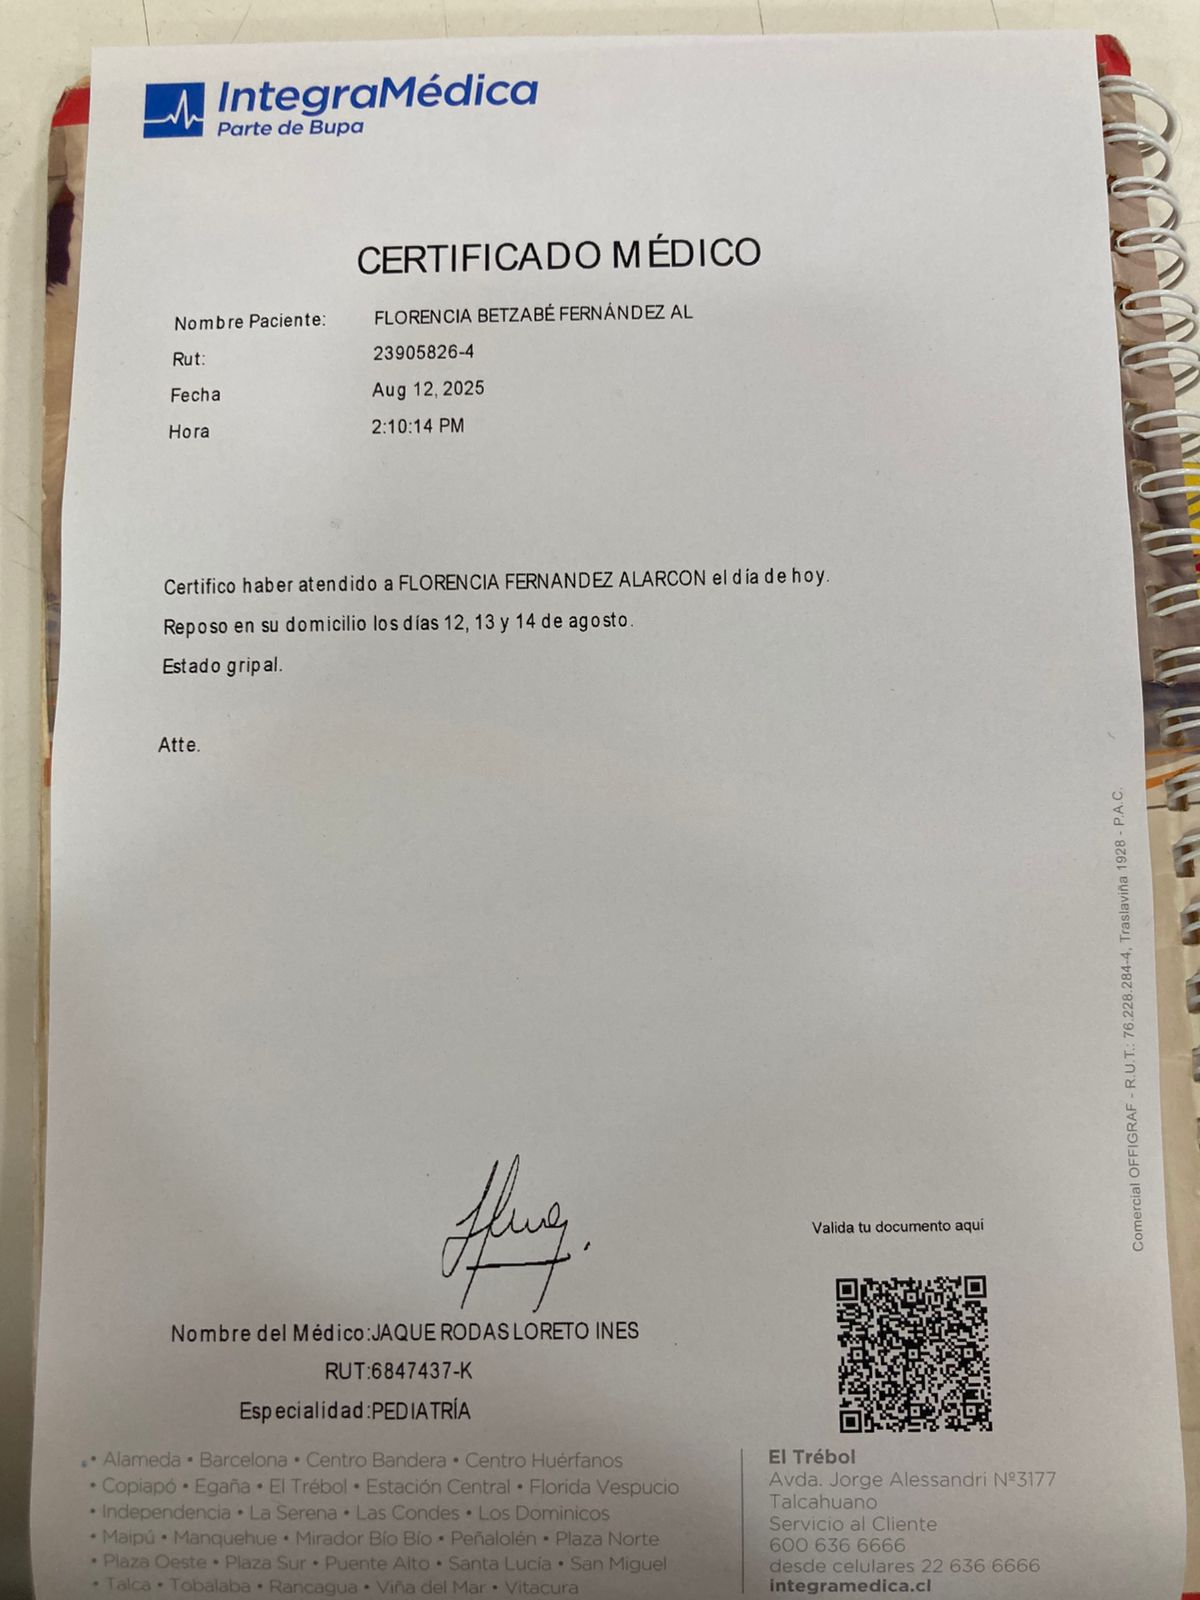 IntegraMédica
Parte de Bupa
CERTIFICADO MÉDICO
Nombre Paciente: FLORENCIA BETZABÉ FERNÁNDEZ AL
Rut: 23905826-4
Fecha Aug 12, 2025
Hora 2:10:14 PM
Certifico haber atendido a FLORENCIA FERNANDEZ ALARCON el día de hoy.
Reposo en su domicilio los días 12, 13 y 14 de agosto.
Estado gripal.
Atte.
Comercial OFFIGRAF - R.U.T.: 76.228.284-4, Traslaviña 1928 - P.A.C.
Valida tu documento aquí
Nombre del Médico:JAQUE RODAS LORETO INES
RUT:6847437-K
Especialidad:PEDIATRÍA
• Alameda • Barcelona • Centro Bandera • Centro Huérfanos
• Copiapó • Egaña • El Trébol • Estación Central • Florida Vespucio
• Independencia • La Serena • Las Condes • Los Dominicos
• Maipú • Manquehue • Mirador Bío Bío • Peñalolén • Plaza Norte
• Plaza Oeste • Plaza Sur • Puente Alto • Santa Lucía • San Miguel
• Talca • Tobalaba • Rancagua • Viña del Mar • Vitacura
El Trébol
Avda. Jorge Alessandri Nº3177
Talcahuano
Servicio al Cliente
600 636 6666
desde celulares 22 636 6666
integramedica.cl